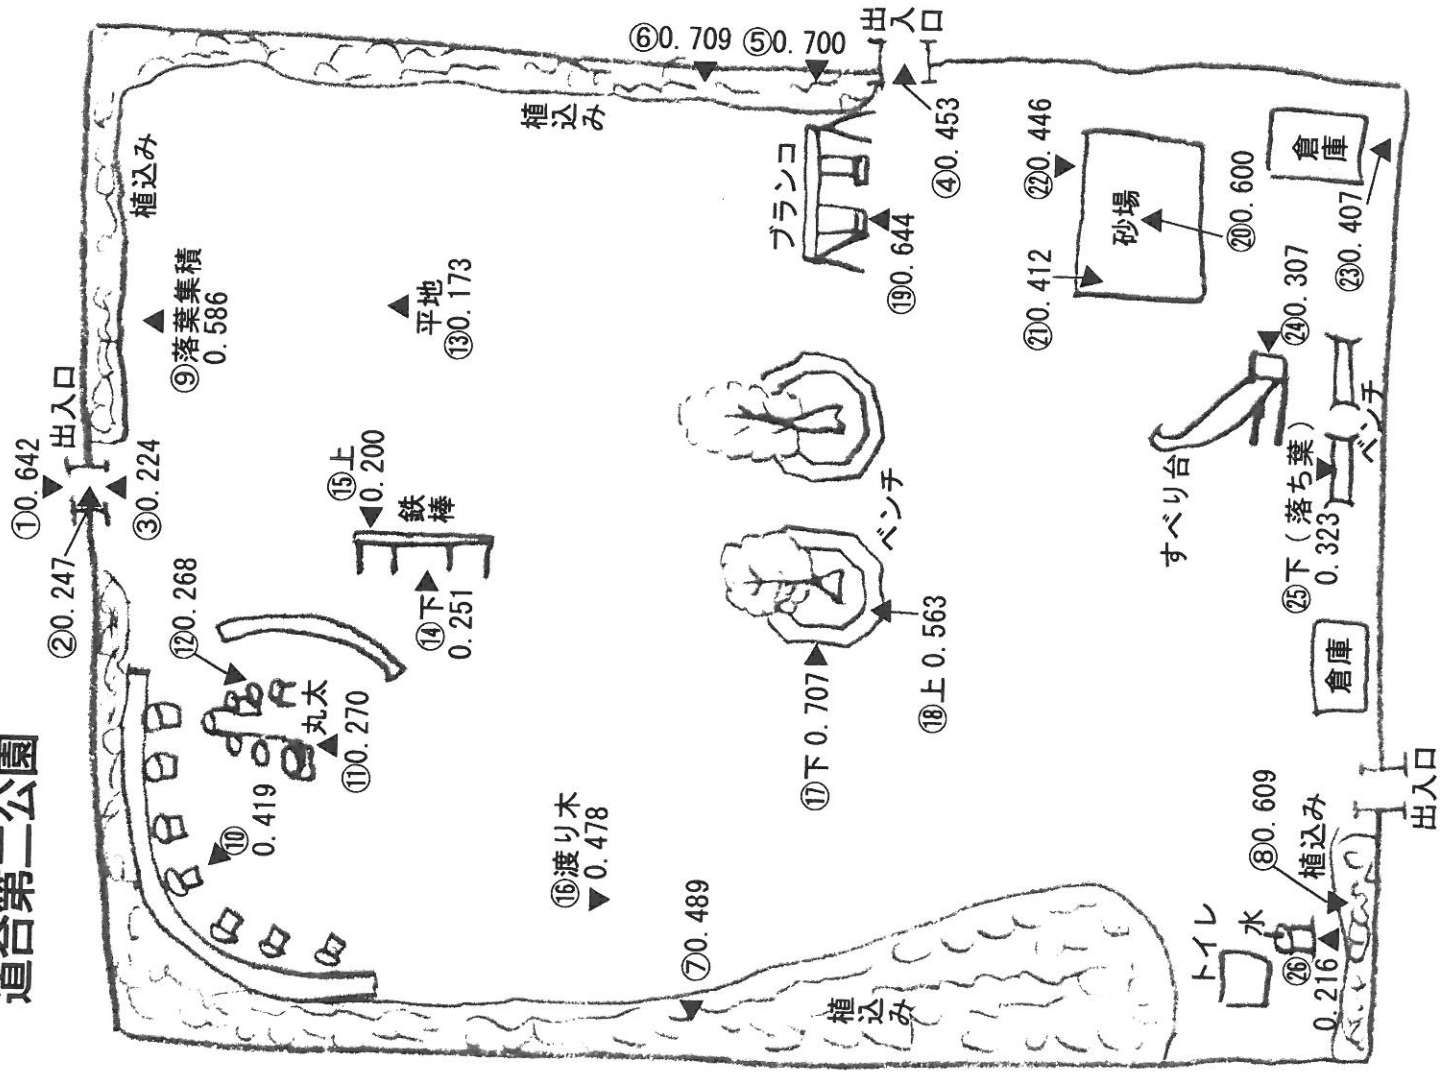 道合第二公園
①0.642
出入口
②0.247
③0.224
植込み
⑨落葉集積
0.586
植込み
⑥0.709
⑤0.700
出入口
④0.453
⑫0.268
丸太
⑪0.270
⑩
0.419
⑮上
0.200
鉄棒
⑭下
0.251
平地
⑬0.173
ブランコ
⑲0.644
⑯渡り木
0.478
⑦0.489
植込み
ベンチ
⑰下0.707
⑱上0.563
㉒0.446
砂場
㉑0.412
⑳0.600
倉庫
㉓0.407
㉔0.307
すべり台
ベンチ
㉕下(落ち葉)
0.323
倉庫
出入口
⑧0.609
植込み
トイレ
水
㉖
0.216